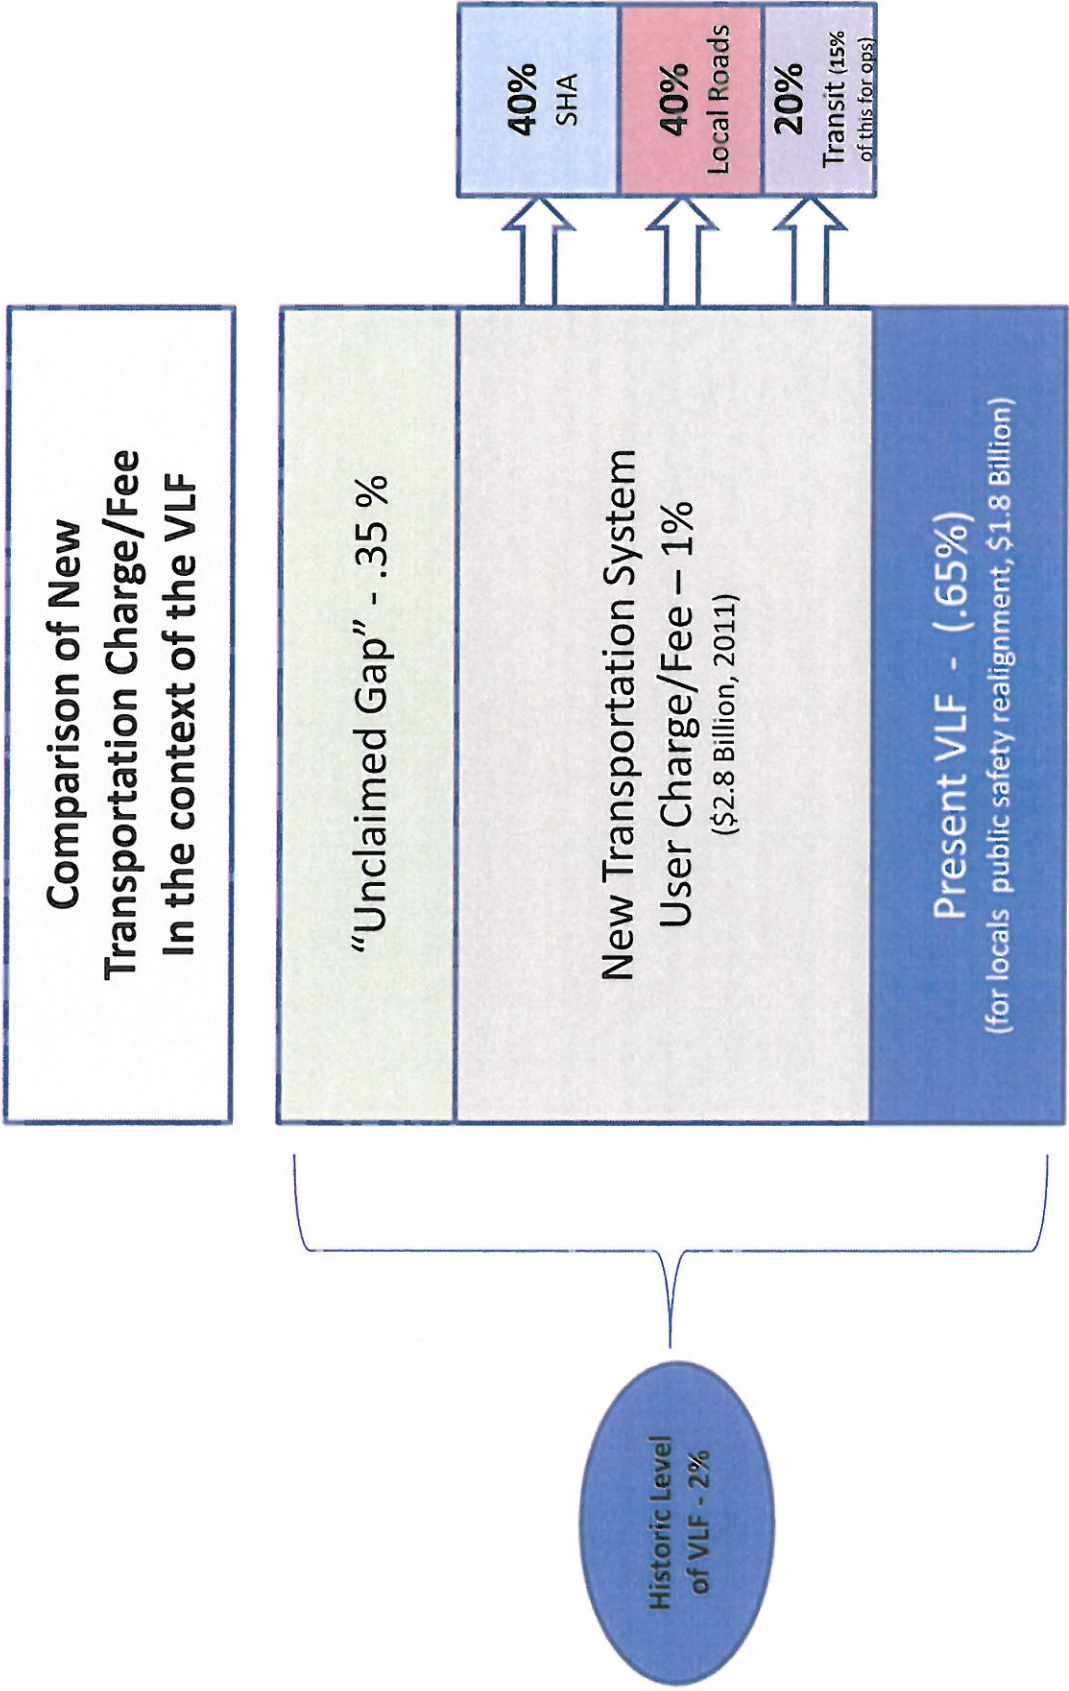 Comparison of New
Transportation Charge/Fee
In the context of the VLF
Historic Level
of VLF - 2%
“Unclaimed Gap” - .35 %
New Transportation System
User Charge/Fee – 1%
($2.8 Billion, 2011)
Present VLF - (.65%)
(for locals public safety realignment, $1.8 Billion)
40%
SHA
40%
Local Roads
20%
Transit (15%
of this for ops)